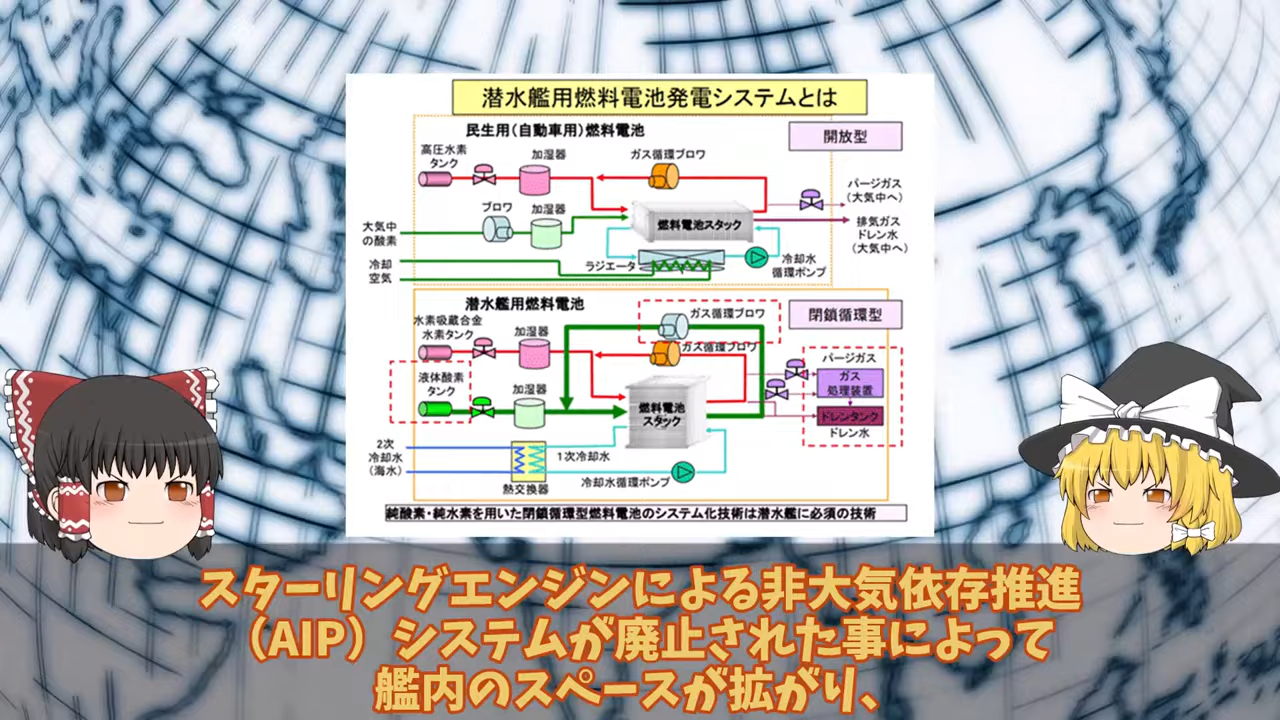 潜水艦用燃料電池発電システムとは
民生用(自動車用)燃料電池
開放型
高圧水素
タンク
加湿器
ガス循環ブロワ
パージガス
(大気中へ)
大気中
の酸素
ブロワ
加湿器
燃料電池スタック
排気ガス
ドレン水
(大気中へ)
冷却
空気
ラジエータ
冷却水
循環ポンプ
潜水艦用燃料電池
閉鎖循環型
水素吸蔵合金
水素タンク
加湿器
ガス循環ブロワ
ガス循環ブロワ
パージガス
ガス
処理装置
液体酸素
タンク
加湿器
燃料電池
スタック
ドレンタンク
ドレン水
2次
冷却水
(海水)
1次冷却水
熱交換器
冷却水循環ポンプ
純酸素・純水素を用いた閉鎖循環型燃料電池のシステム化技術は潜水艦に必須の技術
スターリングエンジンによる非大気依存推進
（AIP）システムが廃止された事によって
艦内のスペースが拡がり、